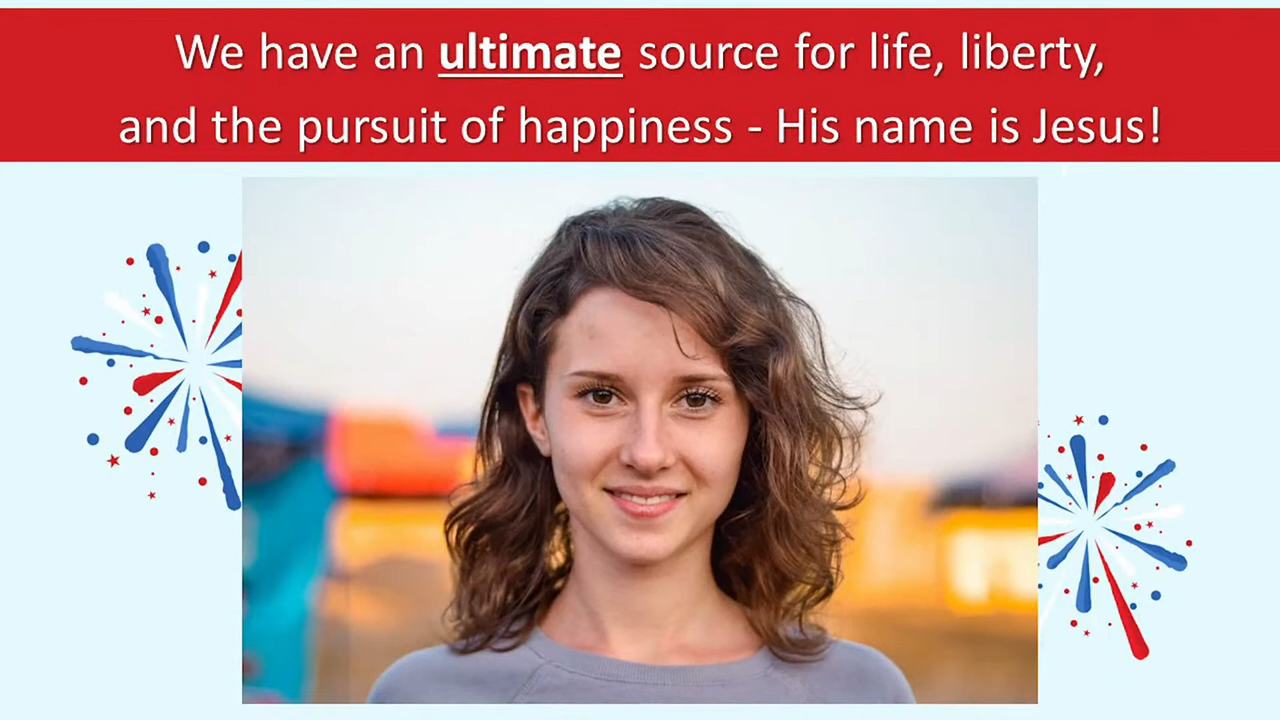 We have an ultimate source for life, liberty,
and the pursuit of happiness - His name is Jesus!